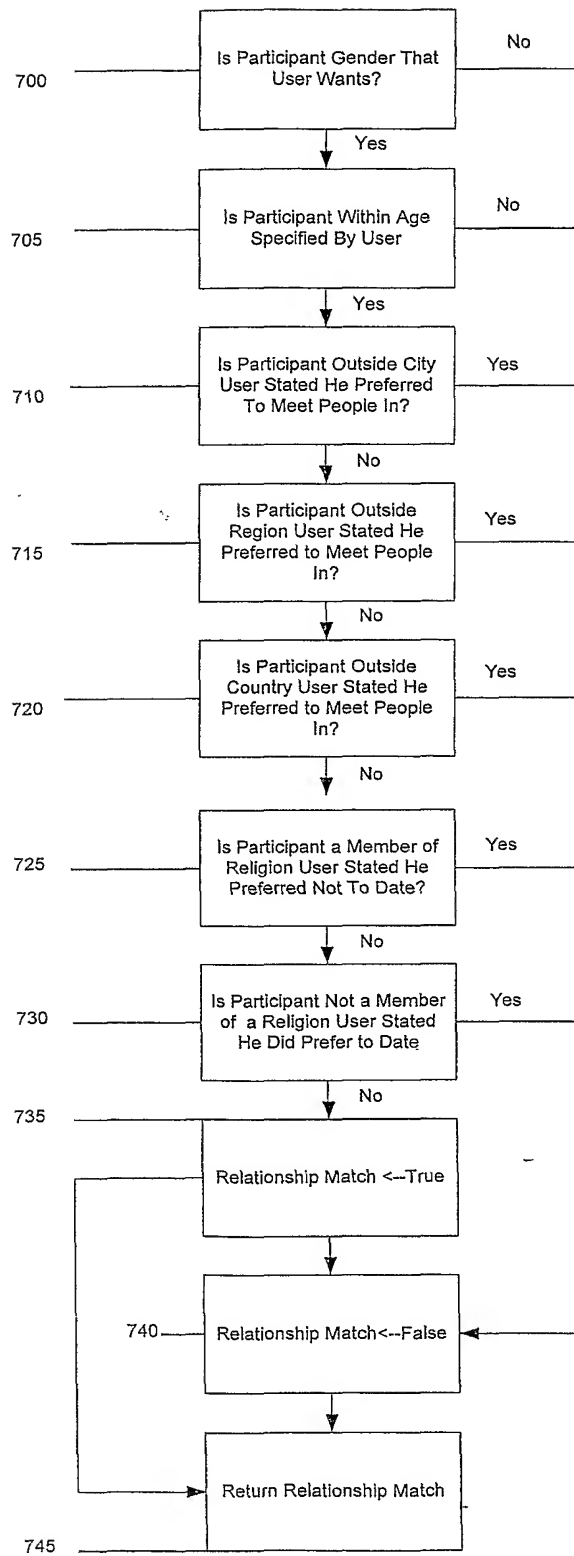 Is Participant Gender That
User Wants?
No
700
Yes
Is Participant Within Age
Specified By User
No
705
Yes
Is Participant Outside City
User Stated He Preferred
To Meet People In?
Yes
710
No
Is Participant Outside
Region User Stated He
Preferred to Meet People
In?
Yes
715
No
Is Participant Outside
Country User Stated He
Preferred to Meet People
In?
Yes
720
No
Is Participant a Member of
Religion User Stated He
Preferred Not To Date?
Yes
725
No
Is Participant Not a Member
of a Religion User Stated
He Did Prefer to Date
Yes
730
No
735
Relationship Match <--True
740
Relationship Match<--False
Return Relationship Match
745